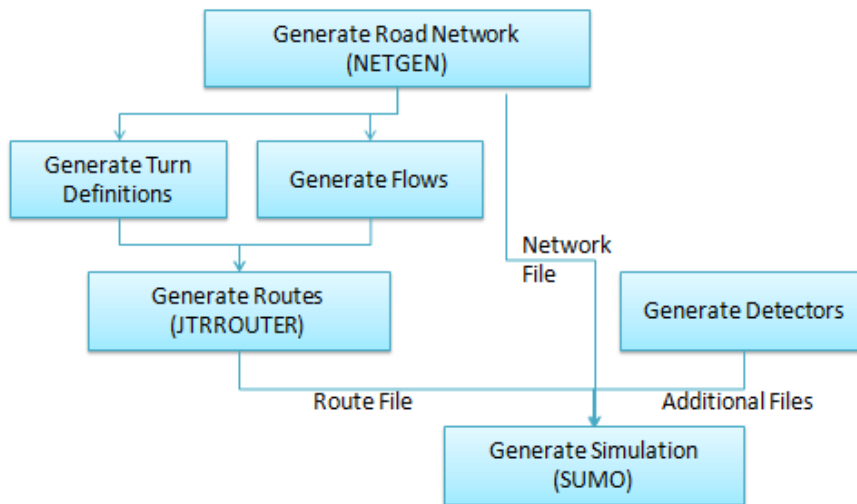 Generate Road Network
(NETGEN)
Generate Turn
Definitions
Generate Flows
Network
File
Generate Routes
(JTRROUTER)
Generate Detectors
Route File
Additional Files
Generate Simulation
(SUMO)